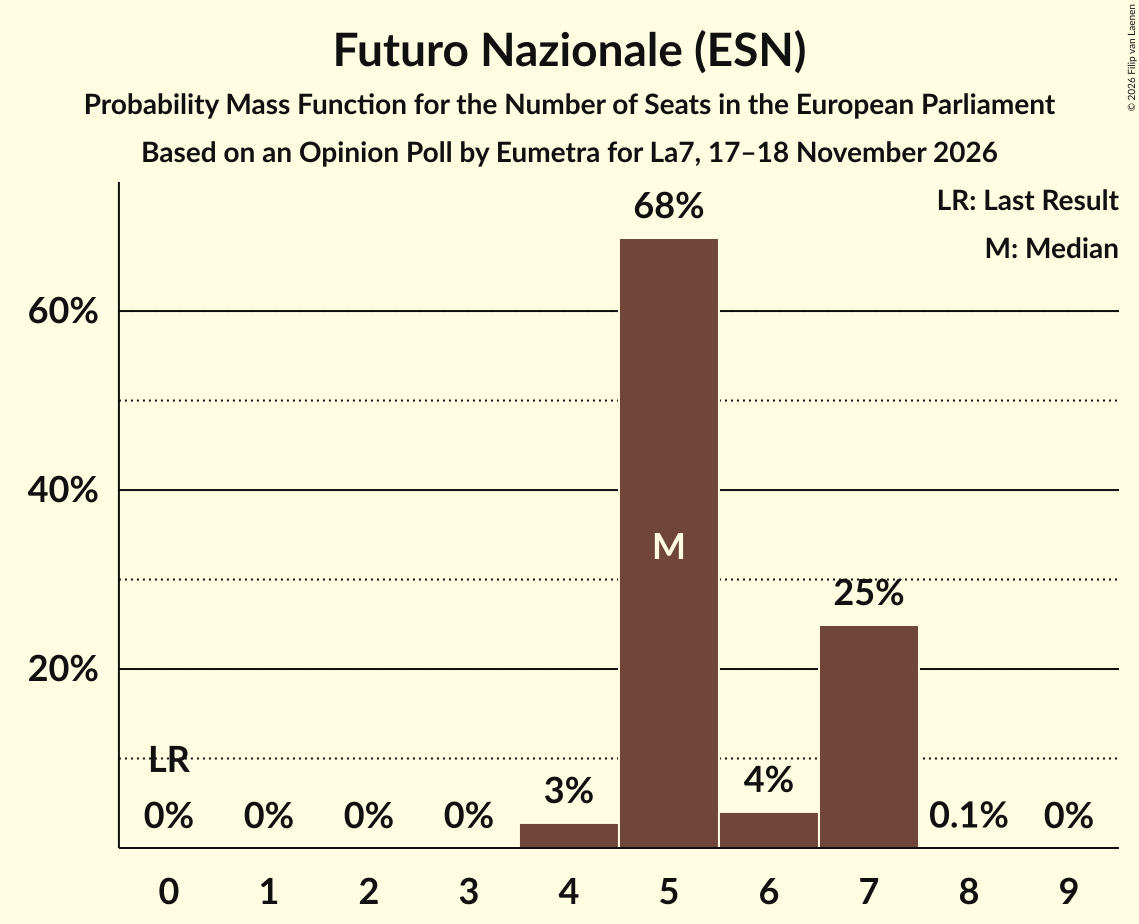 Futuro Nazionale (ESN)
Probability Mass Function for the Number of Seats in the European Parliament
Based on an Opinion Poll by Eumetra for La7, 17–18 November 2026
© 2026 Filip van Laenen
LR: Last Result
M: Median
68%
60%
40%
M
25%
20%
LR
0%
0%
0%
0%
3%
4%
0.1%
0%
0
1
2
3
4
5
6
7
8
9